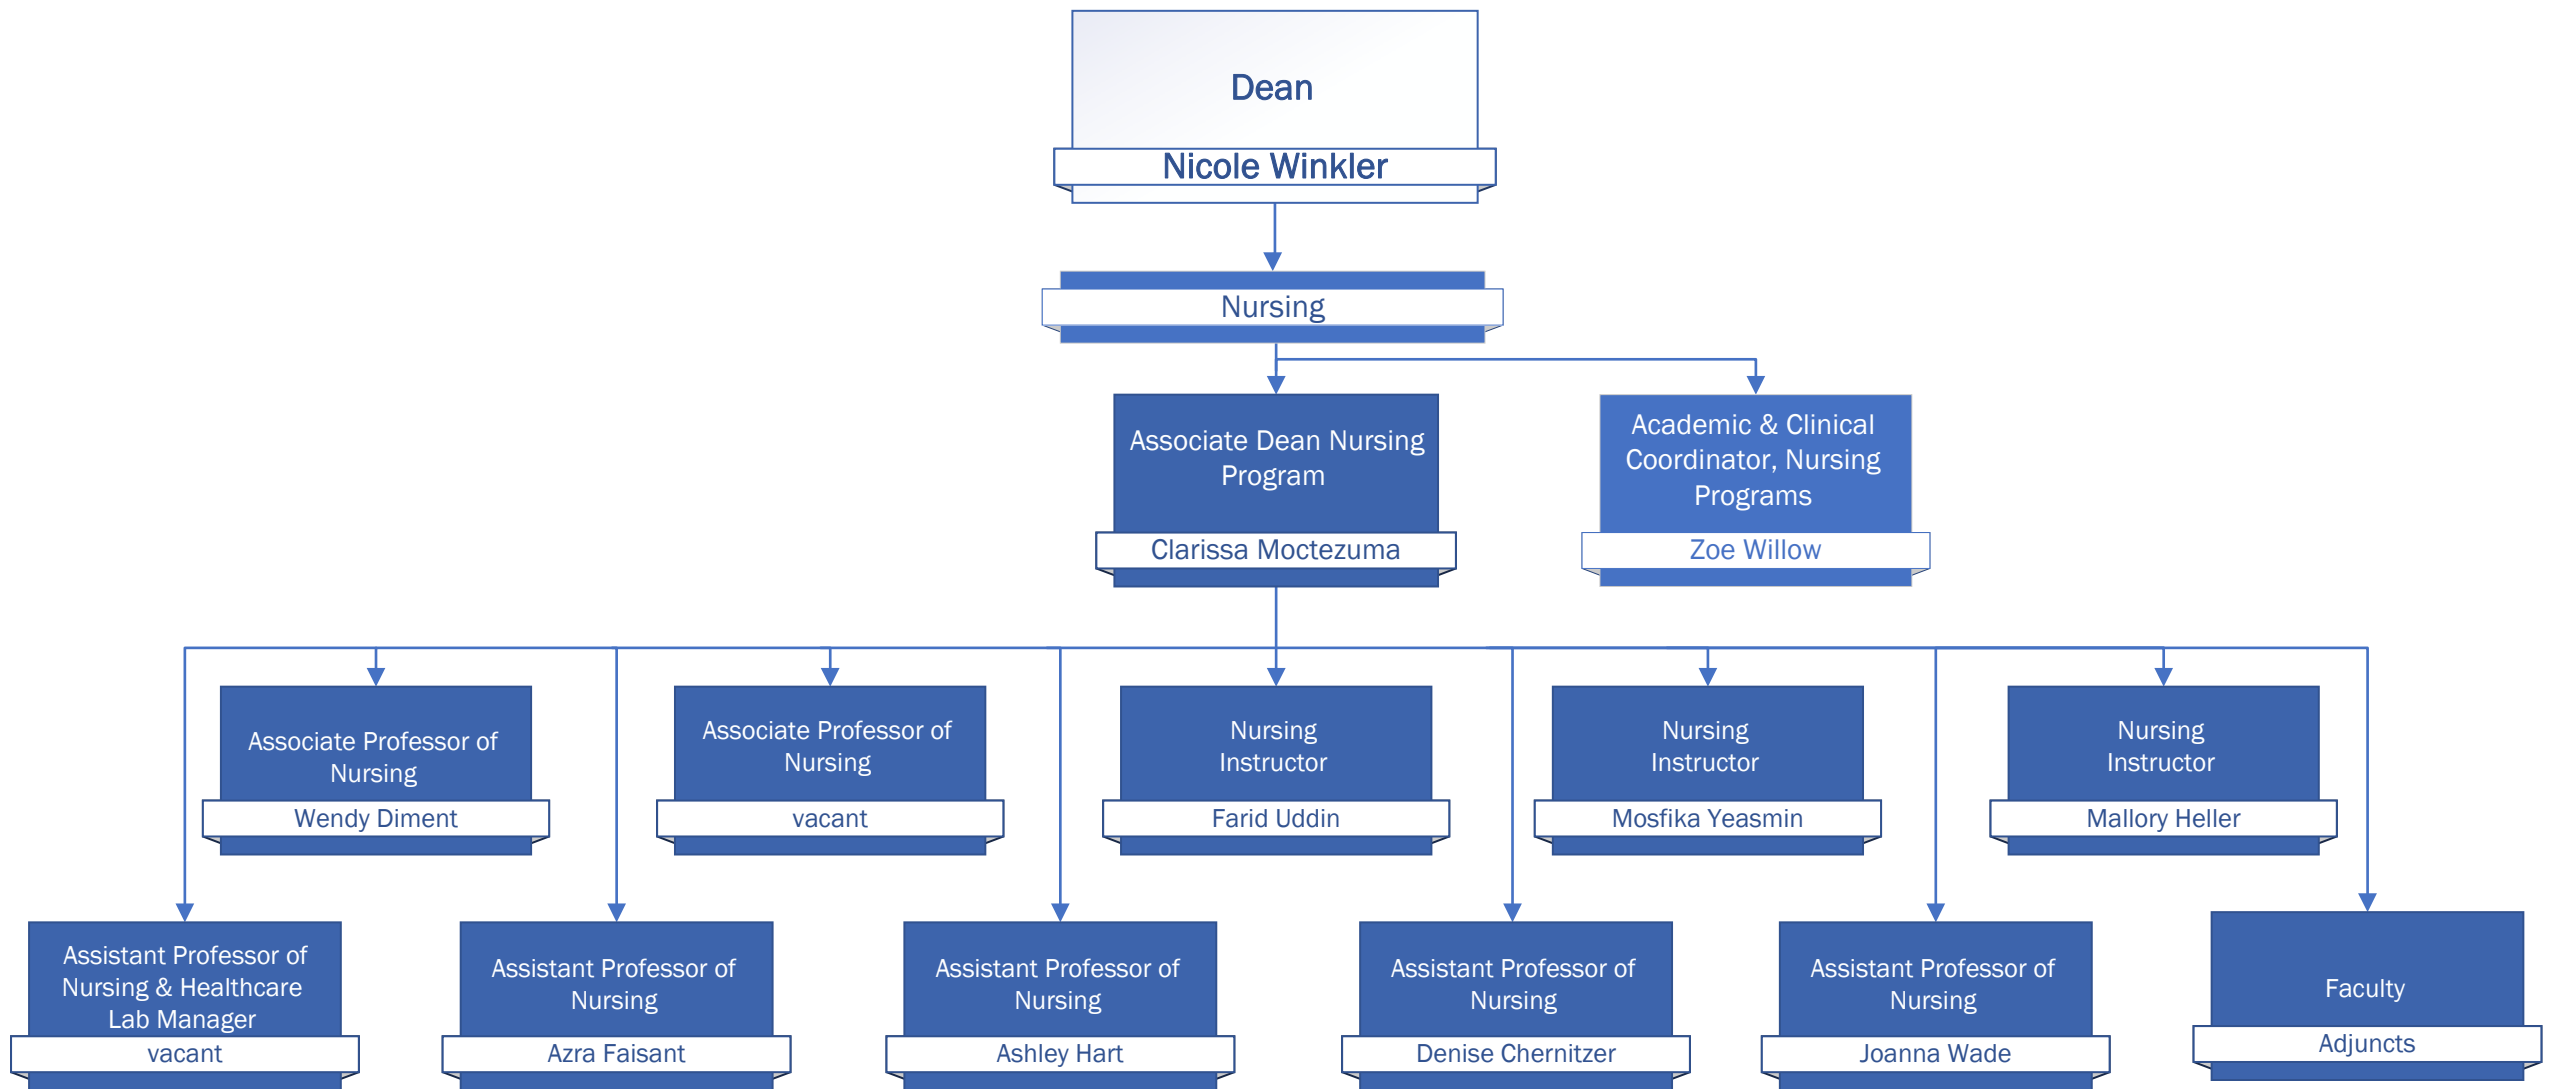 Dean
Nicole Winkler
Nursing
Associate Dean Nursing
Program
Clarissa Moctezuma
Academic & Clinical
Coordinator, Nursing
Programs
Zoe Willow
Associate Professor of
Nursing
Wendy Diment
Associate Professor of
Nursing
vacant
Nursing
Instructor
Farid Uddin
Nursing
Instructor
Mosfika Yeasmin
Nursing
Instructor
Mallory Heller
Assistant Professor of
Nursing & Healthcare
Lab Manager
vacant
Assistant Professor of
Nursing
Azra Faisant
Assistant Professor of
Nursing
Ashley Hart
Assistant Professor of
Nursing
Denise Chernitzer
Assistant Professor of
Nursing
Joanna Wade
Faculty
Adjuncts